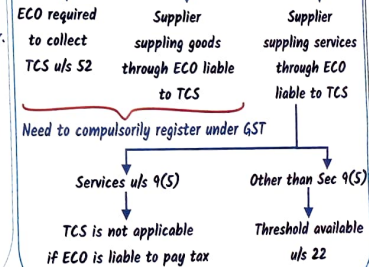 ECO required
to collect
TCS u/s 52
Supplier
suppling goods
through ECO liable
to TCS
Supplier
suppling services
through ECO
liable to TCS
Need to compulsorily register under GST
Services u/s 9(5)
Other than Sec 9(5)
TCS is not applicable
if ECO is liable to pay tax
Threshold available
u/s 22